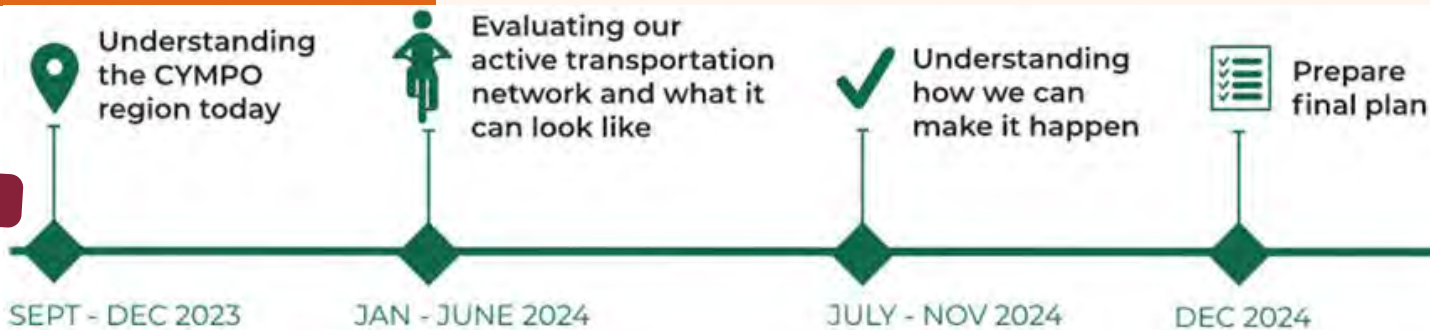 Understanding
the CYMPO
region today
Evaluating our
active transportation
network and what it
can look like
Understanding
how we can
make it happen
Prepare
final plan
SEPT - DEC 2023
JAN - JUNE 2024
JULY - NOV 2024
DEC 2024